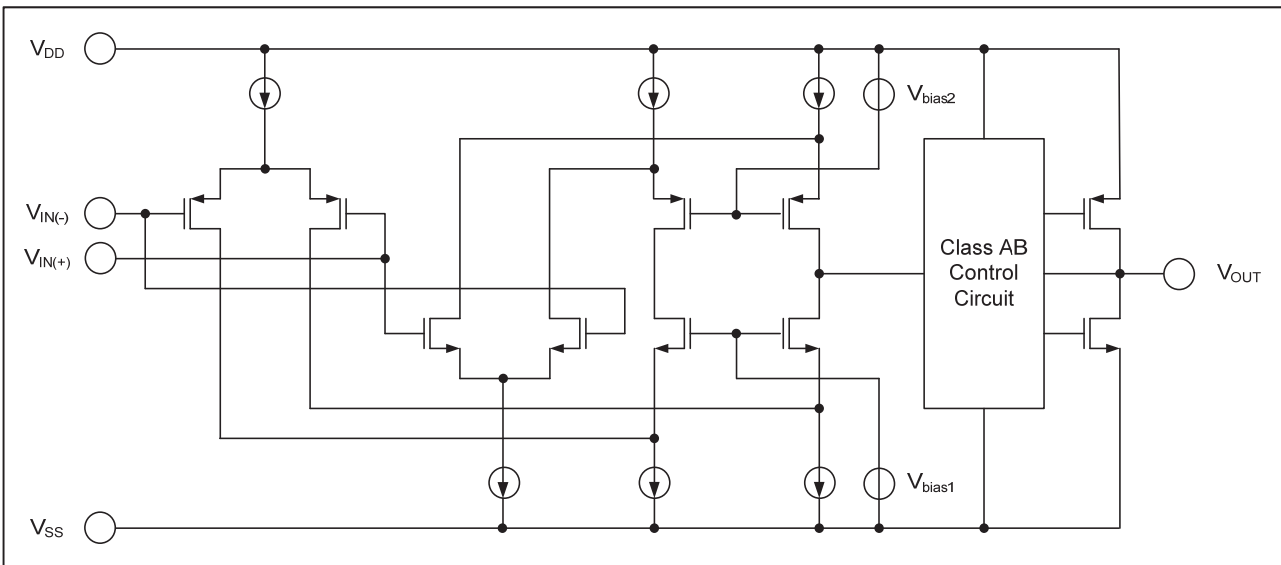 VDD
Vbias2
VIN(-)
VIN(+)
Class AB
Control
Circuit
VOUT
Vbias1
VSS